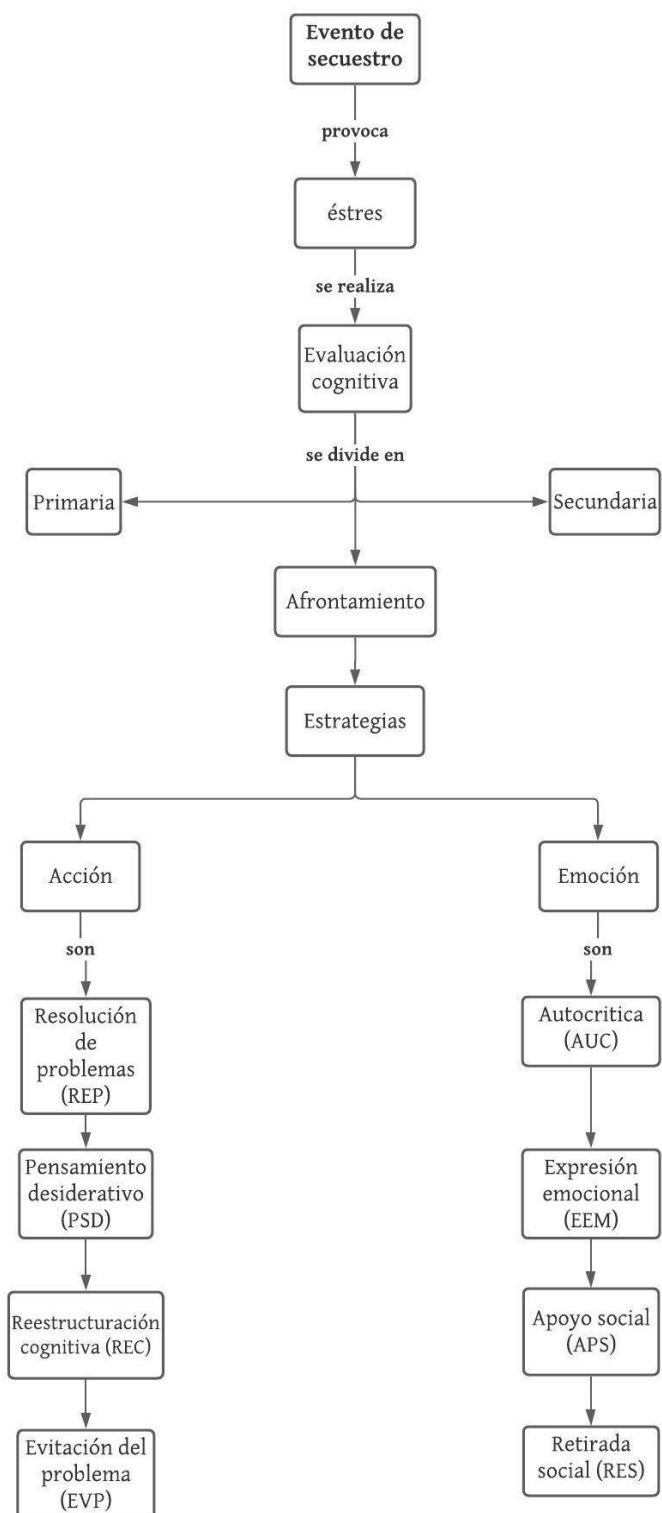 Evento de
secuestro
provoca
éstres
se realiza
Evaluación
cognitiva
se divide en
Primaria
Secundaria
Afrontamiento
Estrategias
Acción
Emoción
son
son
Resolución
de
problemas
(REP)
Autocritica
(AUC)
Pensamiento
desiderativo
(PSD)
Expresión
emocional
(EEM)
Reestructuración
cognitiva (REC)
Apoyo social
(APS)
Evitación del
problema
(EVP)
Retirada
social (RES)